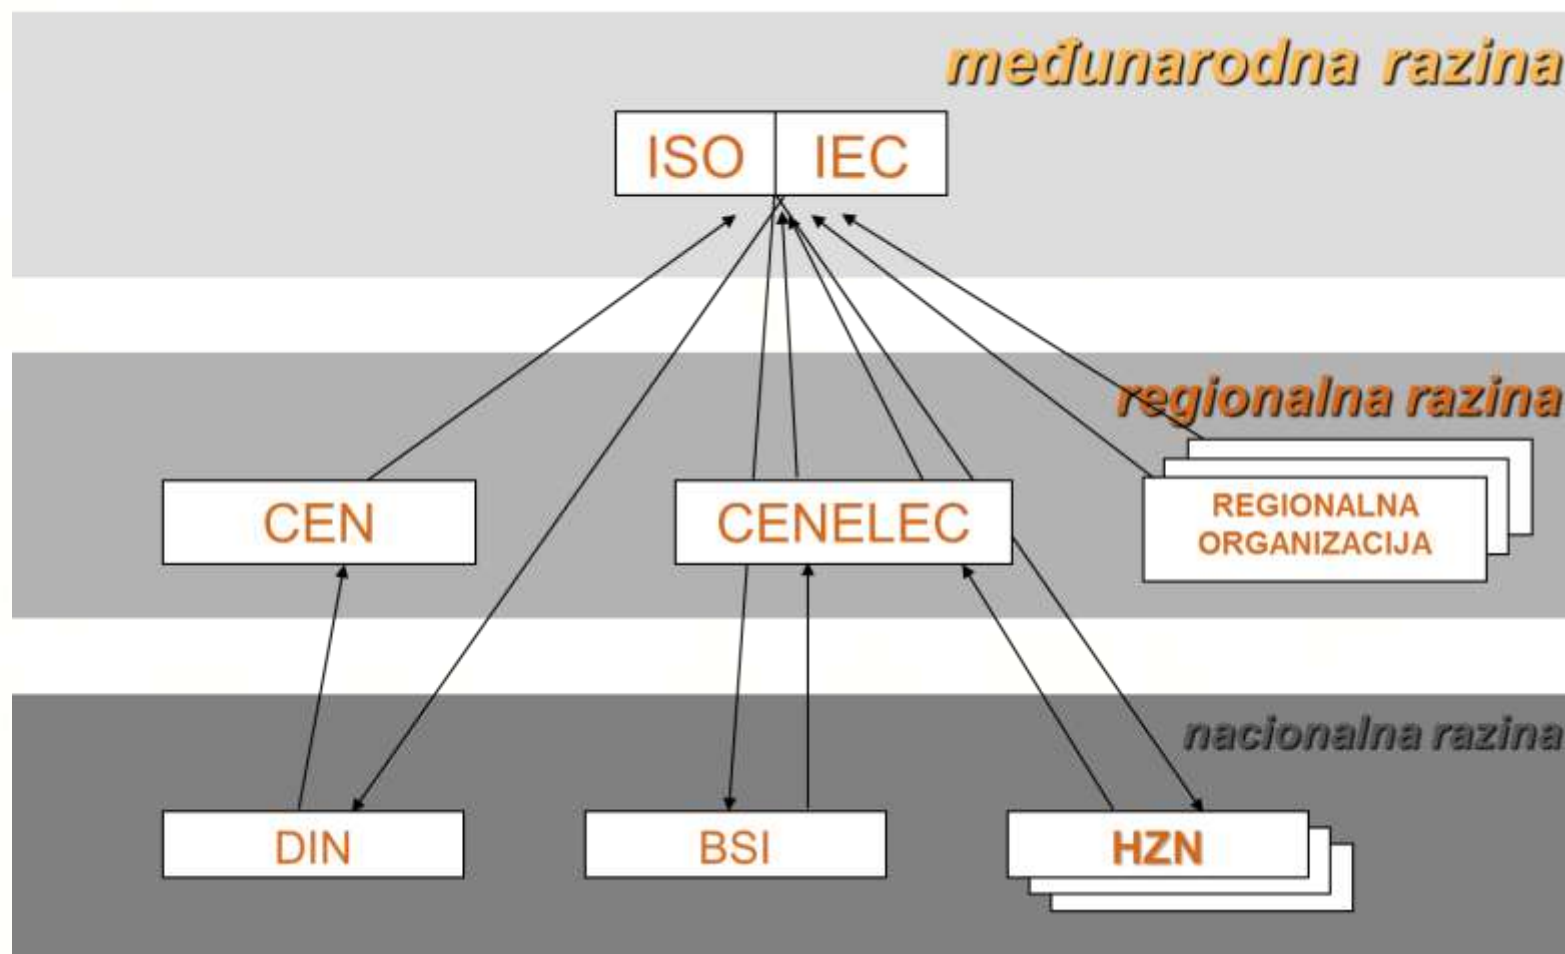 međunarodna razina
ISO IEC
regionalna razina
CEN CENELEC REGIONALNA
ORGANIZACIJA
nacionalna razina
DIN BSI HZN